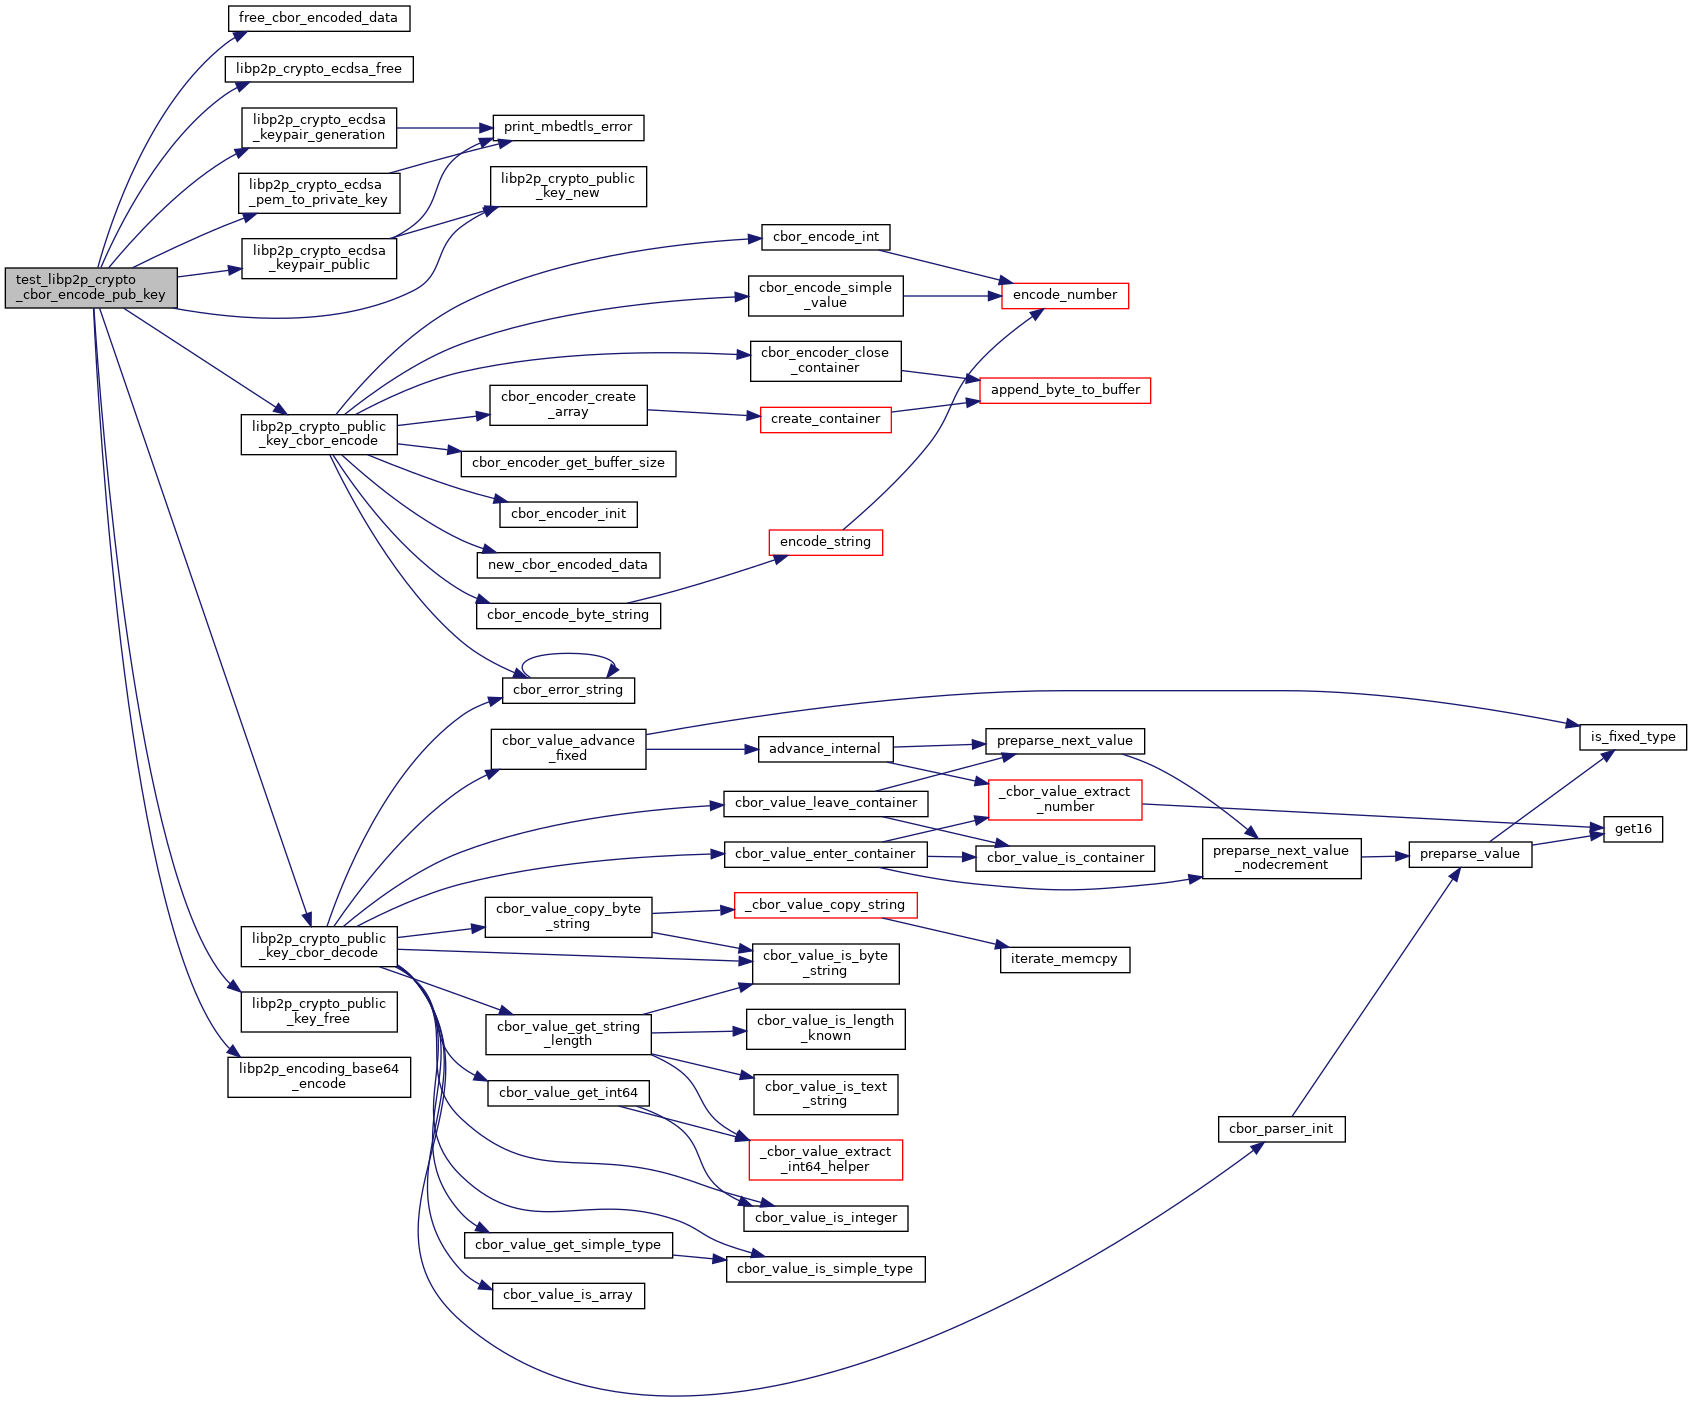 free_cbor_encoded_data
libp2p_crypto_ecdsa_free
libp2p_crypto_ecdsa
_keypair_generation
libp2p_crypto_ecdsa
_pem_to_private_key
libp2p_crypto_ecdsa
_keypair_public
test_libp2p_crypto
_cbor_encode_pub_key
print_mbedtls_error
libp2p_crypto_public
_key_new
libp2p_crypto_public
_key_cbor_encode
cbor_encode_int
cbor_encode_simple
_value
cbor_encoder_close
_container
cbor_encoder_create
_array
cbor_encoder_get_buffer_size
cbor_encoder_init
new_cbor_encoded_data
cbor_encode_byte_string
cbor_error_string
encode_number
append_byte_to_buffer
create_container
encode_string
libp2p_crypto_public
_key_cbor_decode
libp2p_crypto_public
_key_free
libp2p_encoding_base64
_encode
cbor_value_advance
_fixed
advance_internal
preparse_next_value
is_fixed_type
cbor_value_leave_container
_cbor_value_extract
_number
get16
cbor_value_enter_container
cbor_value_is_container
preparse_next_value
_nodecrement
preparse_value
cbor_value_copy_byte
_string
_cbor_value_copy_string
iterate_memcpy
cbor_value_is_byte
_string
cbor_value_get_string
_length
cbor_value_is_length
_known
cbor_value_is_text
_string
cbor_value_get_int64
_cbor_value_extract
_int64_helper
cbor_parser_init
cbor_value_is_integer
cbor_value_get_simple_type
cbor_value_is_simple_type
cbor_value_is_array